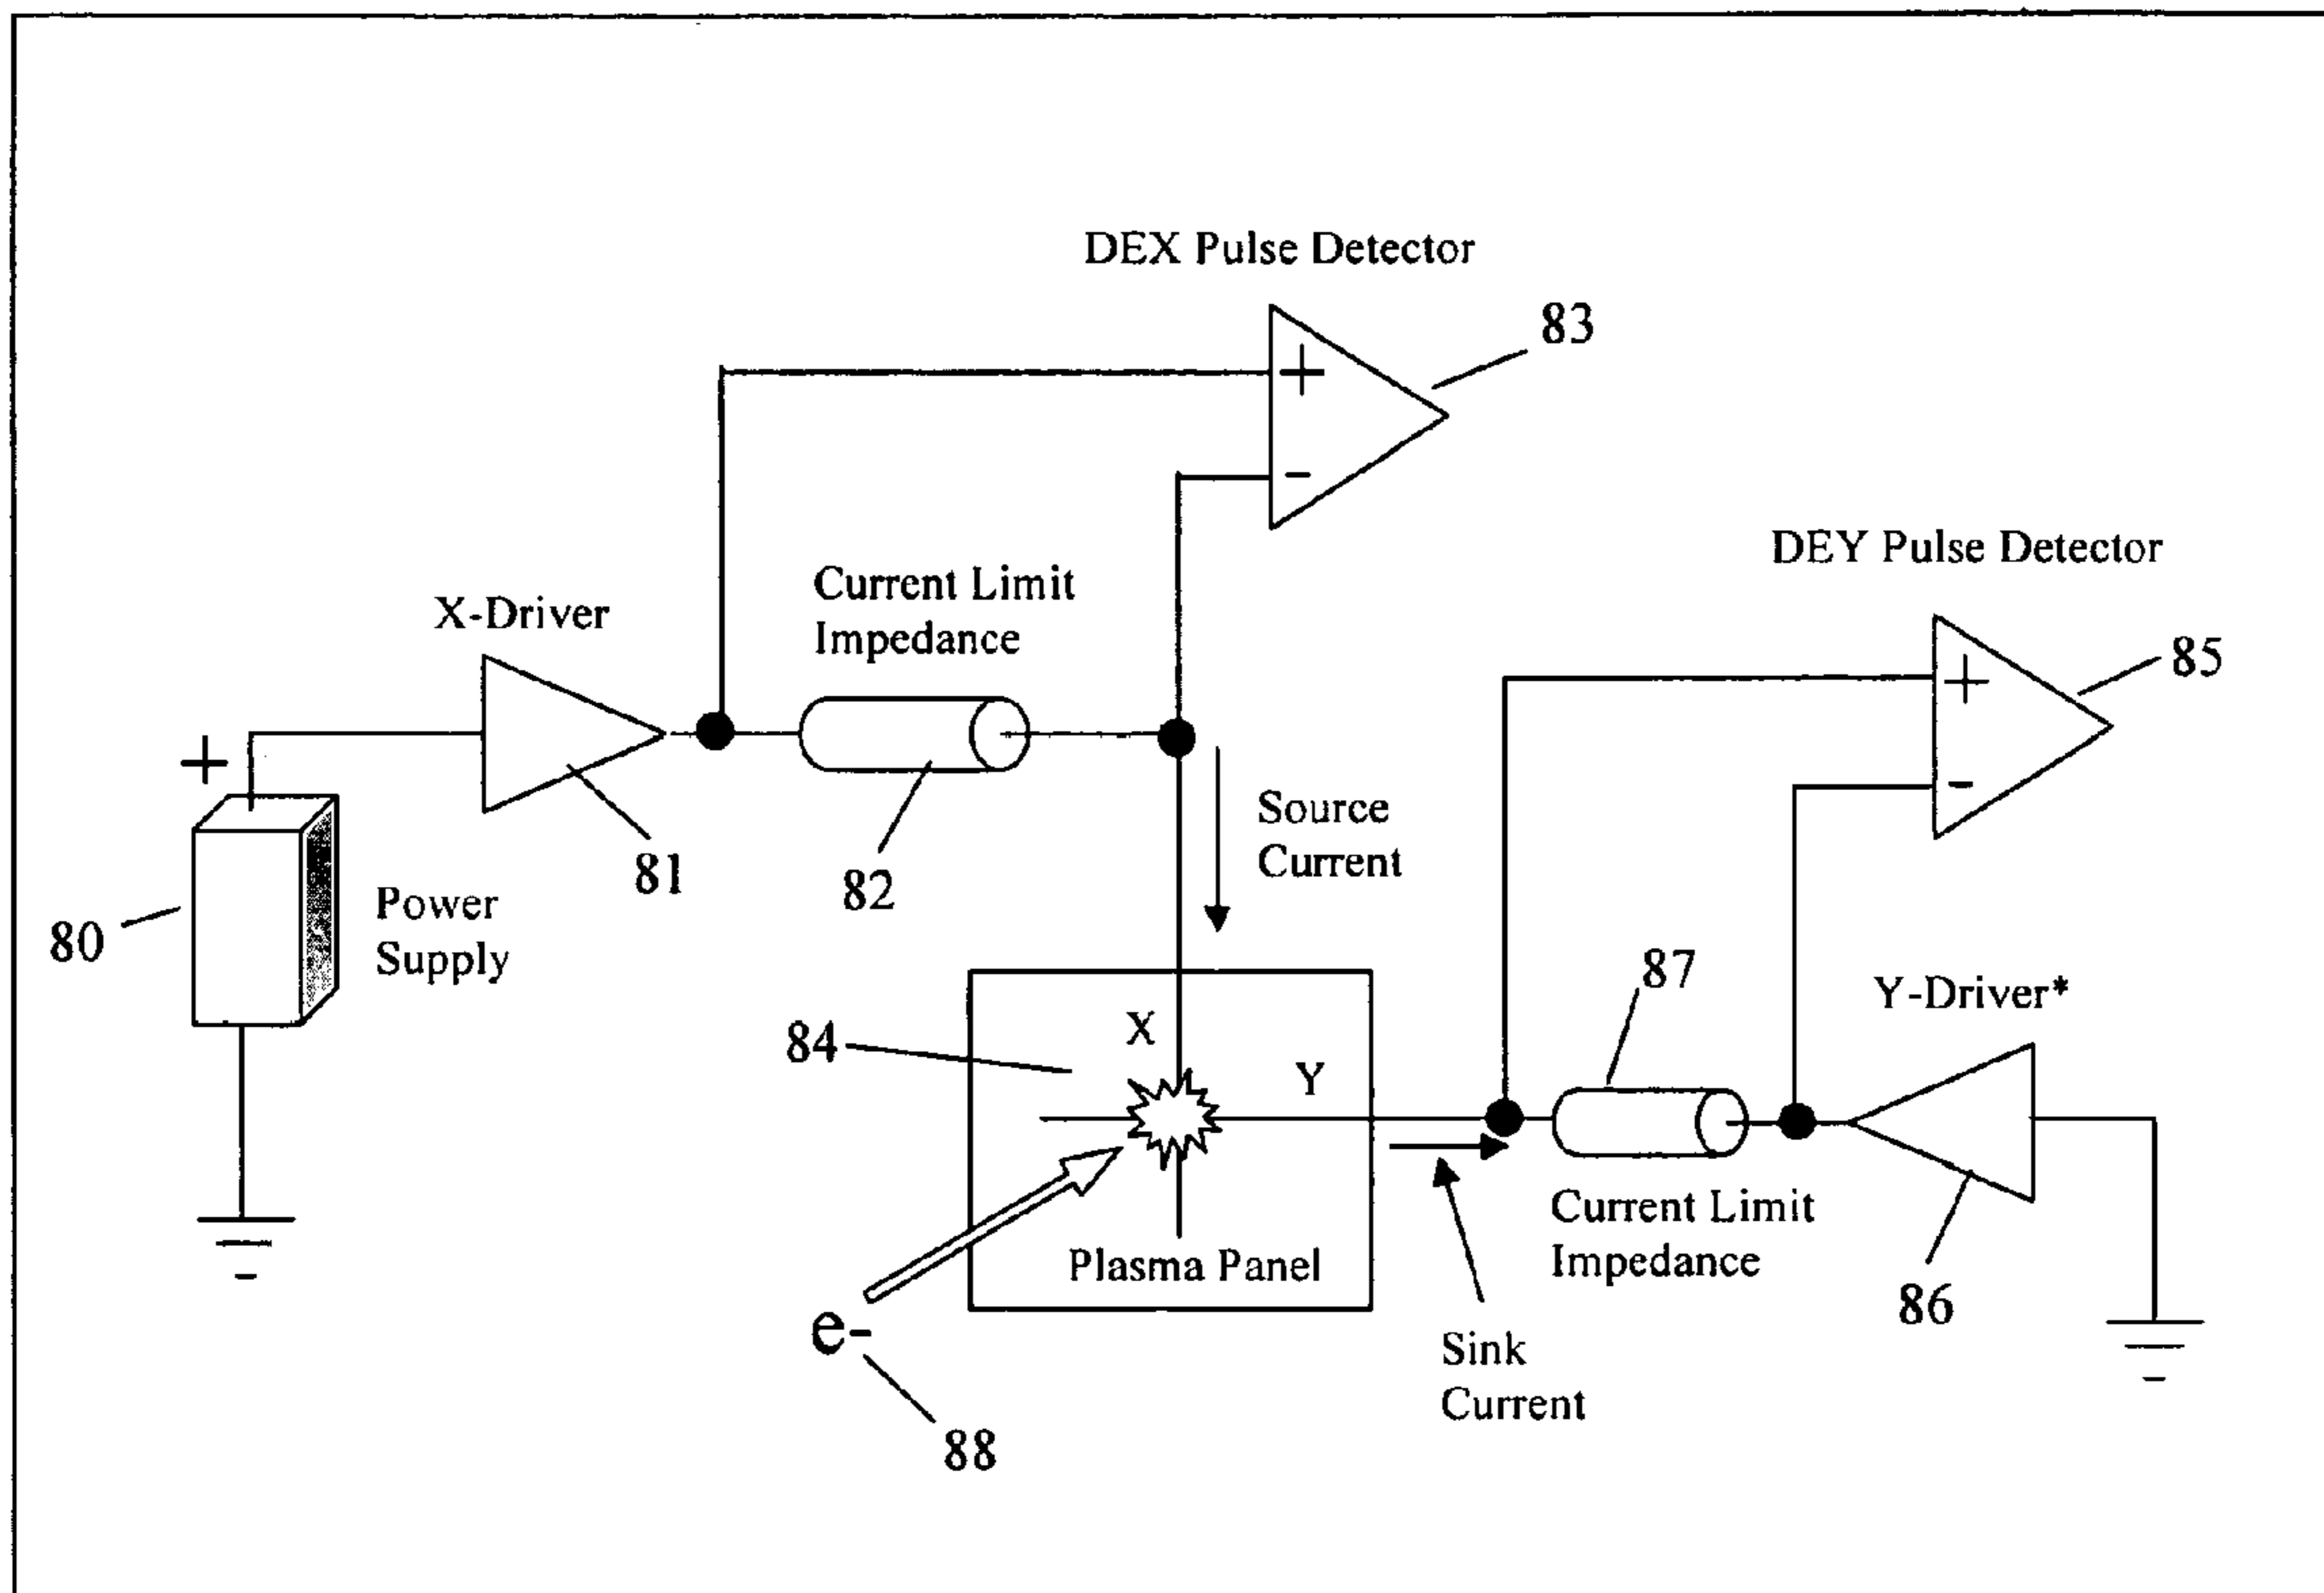 DEX Pulse Detector
83
+
-
DEY Pulse Detector
85
+
-
X-Driver
Current Limit
Impedance
+
81
82
Source
Current
80
Power
Supply
87
Y-Driver*
84
X
Y
Plasma Panel
Current Limit
Impedance
86
e-
Sink
Current
88